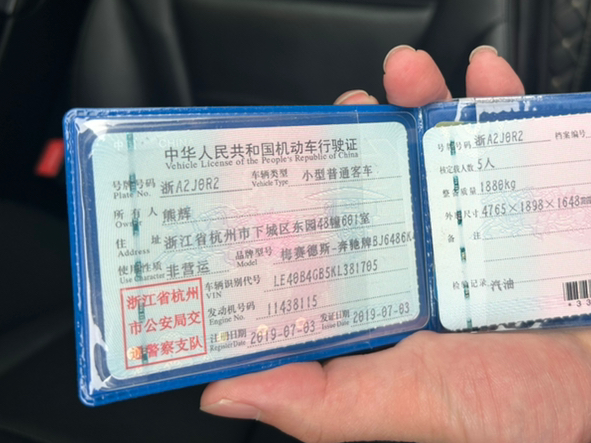 中华人民共和国机动车行驶证
Vehicle License of the People's Republic of China
号牌号码 浙A2J0R2 车辆类型 小型普通客车
Plate No. Vehicle Type
所有人 熊辉
Owner
住址 浙江省杭州市下城区东园48幢601室
Address
使用性质 非营运 品牌型号 梅赛德斯-奔驰牌BJ6486K
Use Character Model
车辆识别代号 LE40B4GB5KL381705
VIN
发动机号码 11438115
Engine No.
注册日期 2019-07-03 发证日期 2019-07-03
Register Date Issue Date
浙江省杭州
市公安局交
通警察支队
号牌号码 浙A2J0R2 档案编号
核定载人数 5人
整备质量 1880kg
外廓尺寸 4765×1898×1648
备注
检验记录 汽油
*33